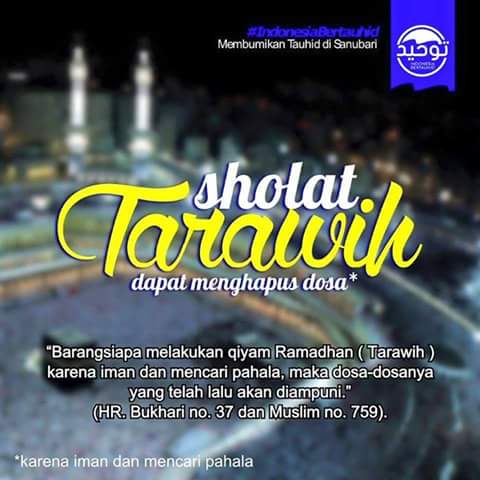 #IndonesiaBertauhid
Membumikan Tauhid di Sanubari
توحيد
INDONESIA
BERTAUHID
sholat
Tarawih
dapat menghapus dosa*
“Barangsiapa melakukan qiyam Ramadhan ( Tarawih )
karena iman dan mencari pahala, maka dosa-dosanya
yang telah lalu akan diampuni.”
(HR. Bukhari no. 37 dan Muslim no. 759).
*karena iman dan mencari pahala